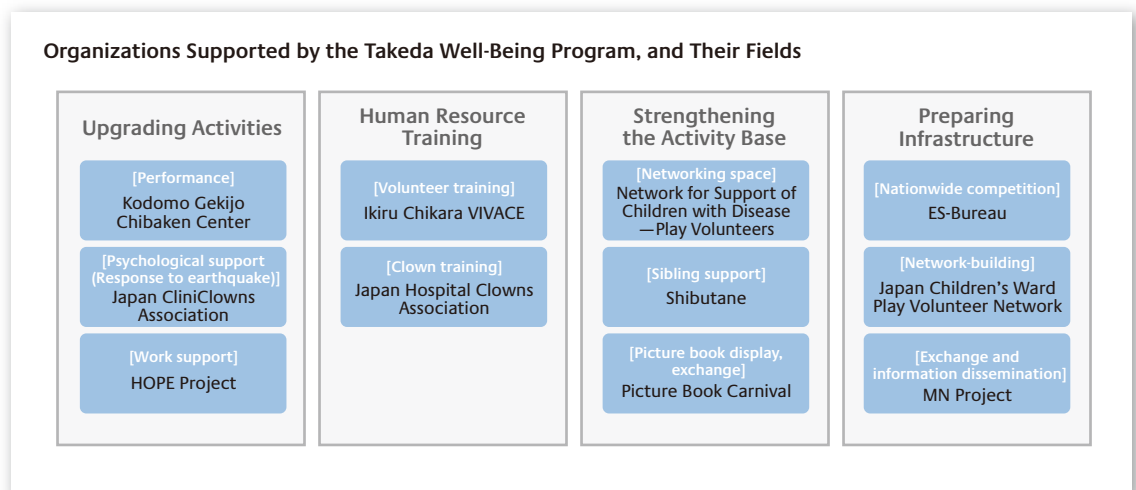 Organizations Supported by the Takeda Well-Being Program, and Their Fields
Upgrading Activities
[Performance]
Kodomo Gekijo
Chibaken Center
[Psychological support
(Response to earthquake)]
Japan CliniClowns
Association
[Work support]
HOPE Project
Human Resource
Training
[Volunteer training]
Ikiru Chikara VIVACE
[Clown training]
Japan Hospital Clowns
Association
Strengthening
the Activity Base
[Networking space]
Network for Support of
Children with Disease
—Play Volunteers
[Sibling support]
Shibutane
[Picture book display,
exchange]
Picture Book Carnival
Preparing
Infrastructure
[Nationwide competition]
ES-Bureau
[Network-building]
Japan Children’s Ward
Play Volunteer Network
[Exchange and
information dissemination]
MN Project